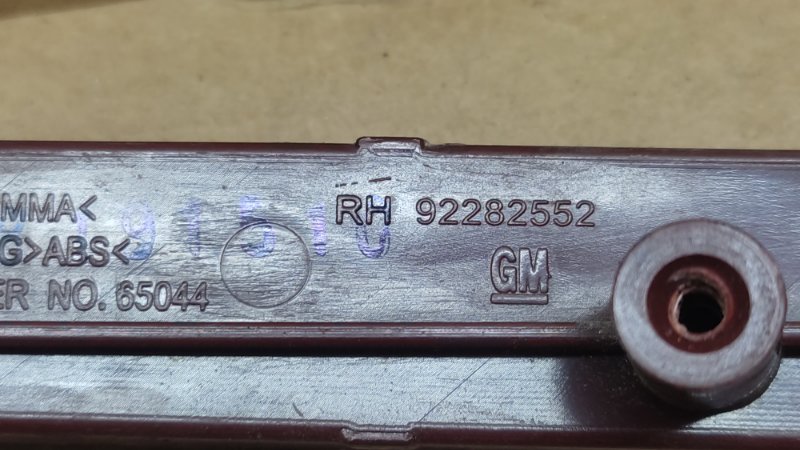 MMA< RH 92282552
G>ABS<
ER NO. 65044
GM